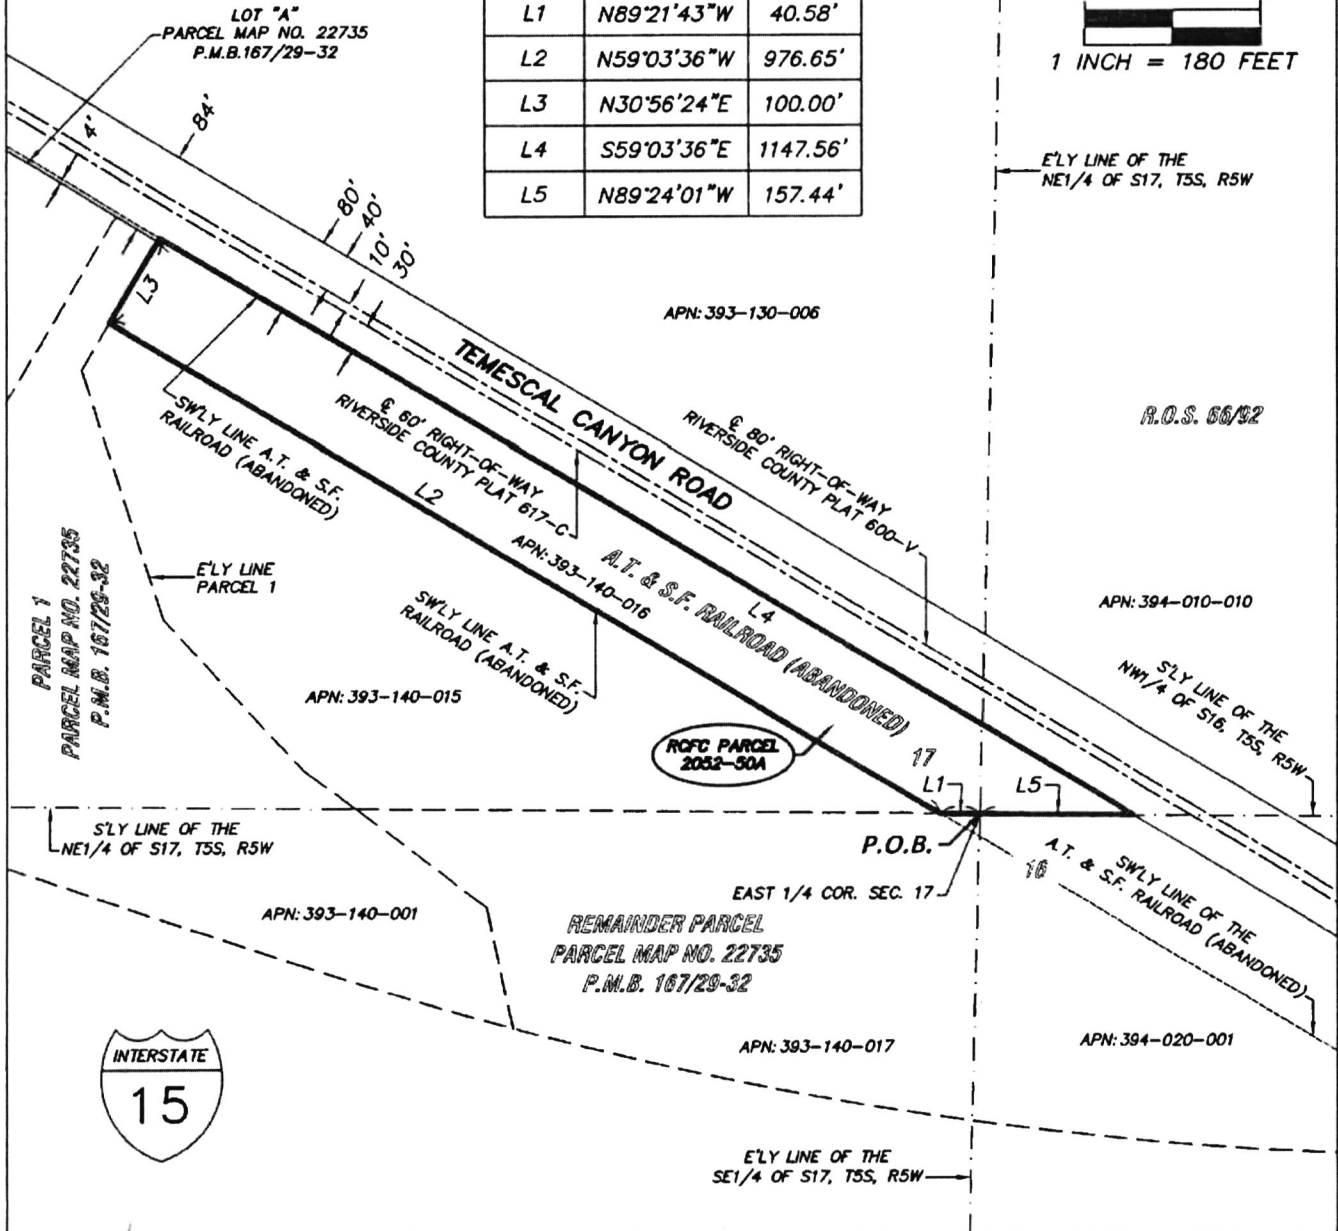 LOT "A"
PARCEL MAP NO. 22735
P.M.B.167/29-32
L1 N89°21'43"W 40.58'
L2 N59°03'36"W 976.65'
L3 N30°56'24"E 100.00'
L4 S59°03'36"E 1147.56'
L5 N89°24'01"W 157.44'
1 INCH = 180 FEET
4'
84'
80'
40'
10'
30'
E'LY LINE OF THE
NE1/4 OF S17, T5S, R5W
L3
APN: 393-130-006
TEMESCAL CANYON ROAD
SW'LY LINE A.T. & S.F.
RAILROAD (ABANDONED)
℄ 60' RIGHT-OF-WAY
RIVERSIDE COUNTY PLAT 617-C
℄ 80' RIGHT-OF-WAY
RIVERSIDE COUNTY PLAT 600-V
R.O.S. 66/92
L2
APN: 393-140-016
A.T. & S.F. RAILROAD (ABANDONED)
L4
PARCEL 1
PARCEL MAP NO. 22735
P.M.B. 167/29-32
E'LY LINE
PARCEL 1
SW'LY LINE A.T. & S.F.
RAILROAD (ABANDONED)
APN: 394-010-010
S'LY LINE OF THE
NW1/4 OF S16, T5S, R5W
APN: 393-140-015
RCFC PARCEL
2052-50A
17
L1
L5
S'LY LINE OF THE
NE1/4 OF S17, T5S, R5W
P.O.B.
16
SW'LY LINE OF THE
A.T. & S.F. RAILROAD (ABANDONED)
EAST 1/4 COR. SEC. 17
APN: 393-140-001
REMAINDER PARCEL
PARCEL MAP NO. 22735
P.M.B. 167/29-32
APN: 393-140-017
APN: 394-020-001
INTERSTATE
15
E'LY LINE OF THE
SE1/4 OF S17, T5S, R5W